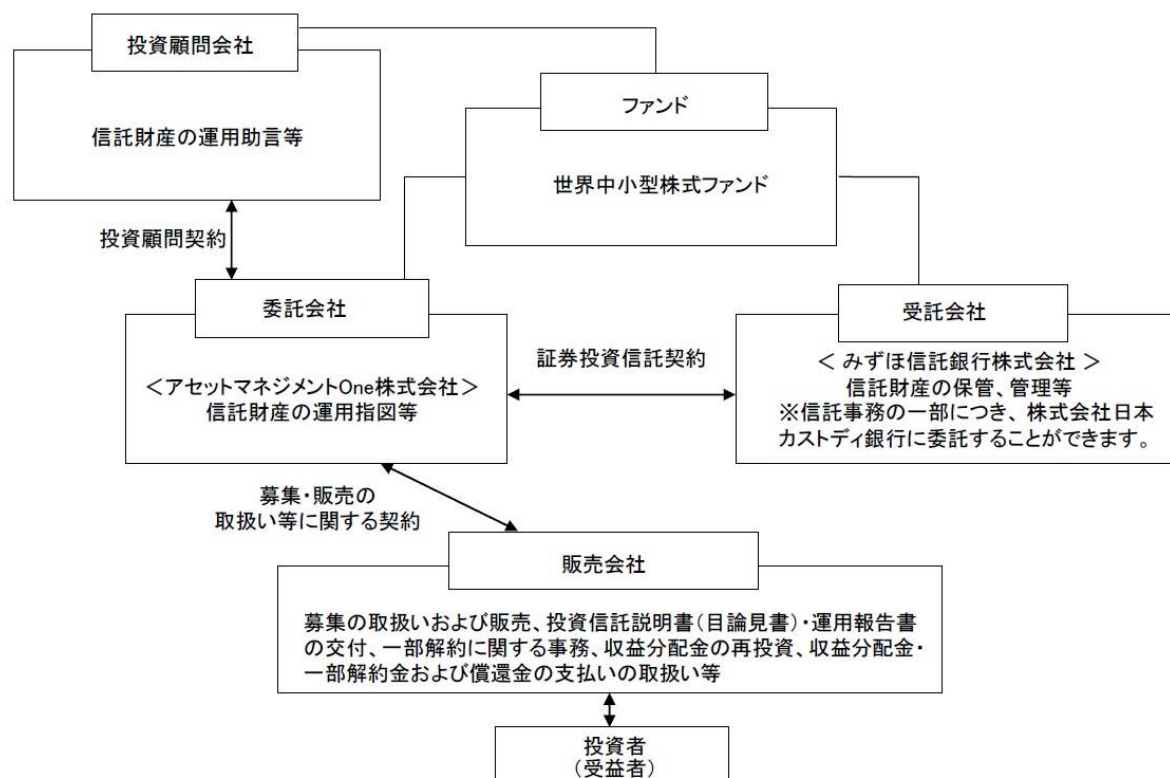 投資顧問会社
信託財産の運用助言等
ファンド
世界中小型株式ファンド
投資顧問契約
委託会社
＜アセットマネジメントOne株式会社＞
信託財産の運用指図等
証券投資信託契約
受託会社
＜ みずほ信託銀行株式会社 ＞
信託財産の保管、管理等
※信託事務の一部につき、株式会社日本
カストディ銀行に委託することができます。
募集・販売の
取扱い等に関する契約
販売会社
募集の取扱いおよび販売、投資信託説明書（目論見書）・運用報告書
の交付、一部解約に関する事務、収益分配金の再投資、収益分配金・
一部解約金および償還金の支払いの取扱い等
投資者
（受益者）